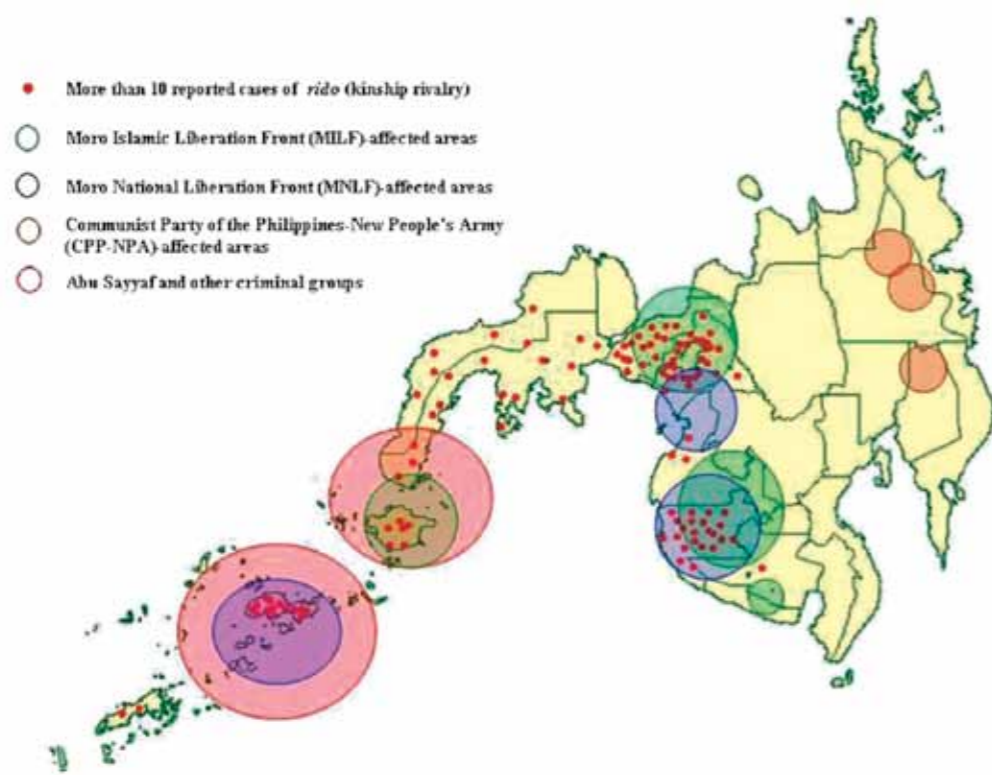 More than 10 reported cases of rido (kinship rivalry)
Moro Islamic Liberation Front (MILF)-affected areas
Moro National Liberation Front (MNLF)-affected areas
Communist Party of the Philippines-New People's Army
(CPP-NPA)-affected areas
Abu Sayyaf and other criminal groups